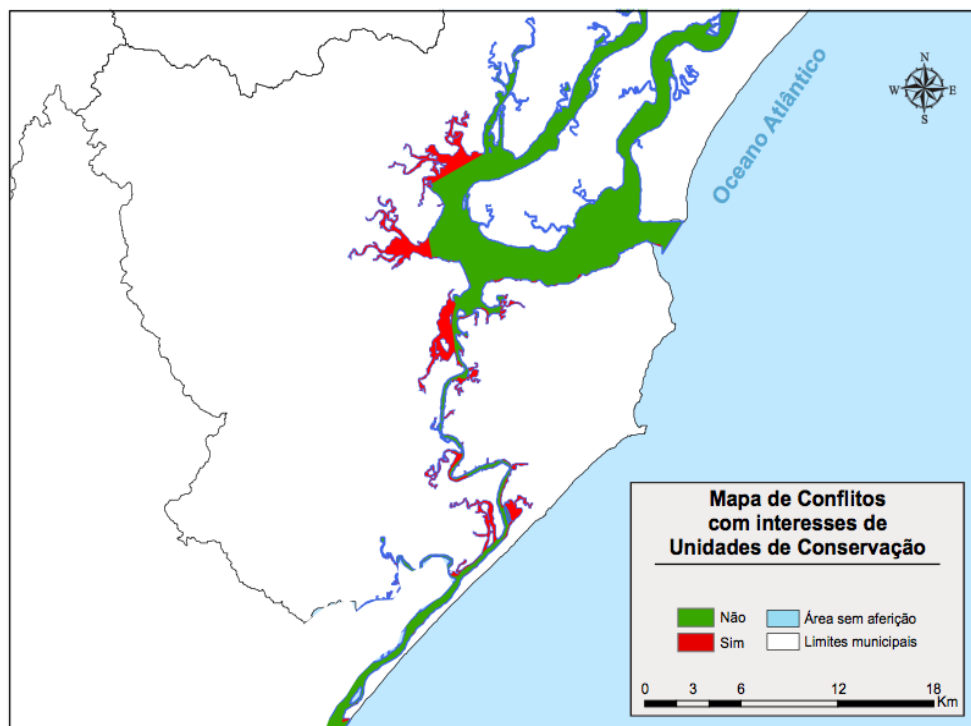 Oceano Atlântico
N
W E
S
Mapa de Conflitos
com interesses de
Unidades de Conservação
Não
Área sem aferição
Sim
Limites municipais
0 3 6 12 18
Km